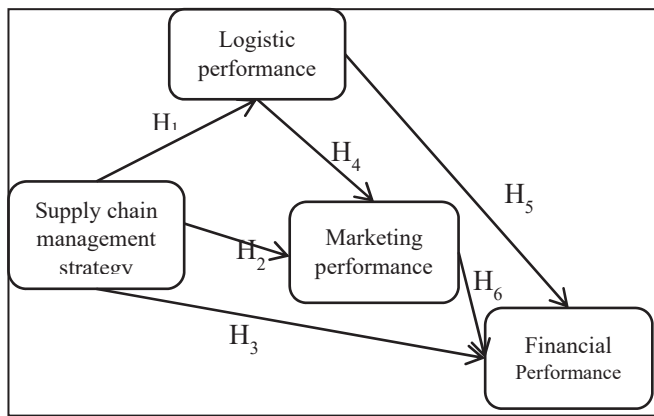 Logistic
performance
H1
H4
H5
Supply chain
management
strategy
H2
Marketing
performance
H6
H3
Financial
Performance